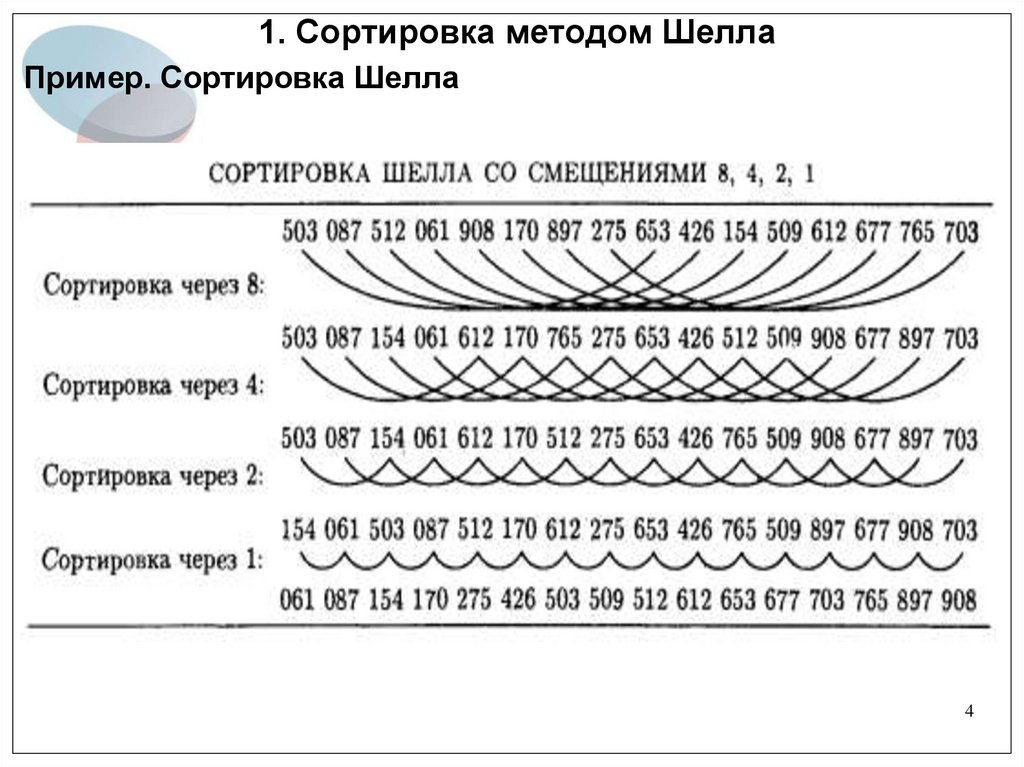 1. Сортировка методом Шелла
Пример. Сортировка Шелла
СОРТИРОВКА ШЕЛЛА СО СМЕЩЕНИЯМИ 8, 4, 2, 1
503 087 512 061 908 170 897 275 653 426 154 509 612 677 765 703
Сортировка через 8:
503 087 154 061 612 170 765 275 653 426 512 509 908 677 897 703
Сортировка через 4:
503 087 154 061 612 170 512 275 653 426 765 509 908 677 897 703
Сортировка через 2:
154 061 503 087 512 170 612 275 653 426 765 509 897 677 908 703
Сортировка через 1:
061 087 154 170 275 426 503 509 512 612 653 677 703 765 897 908
4